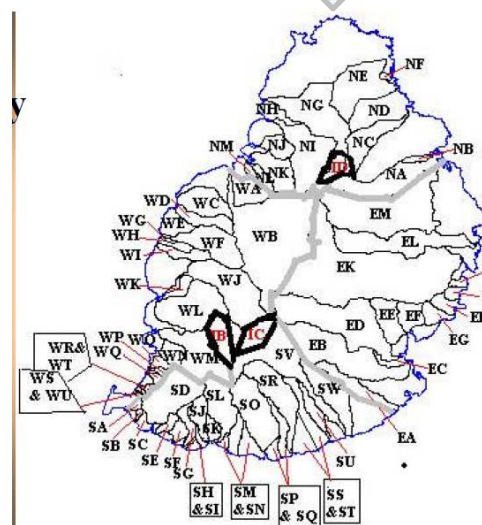 y
NF
NE
NG
ND
NH
NJ
NI
NC
NM
NK
ID
NA
NB
WA
WD
WC
EM
WE
WG
WH
WB
EL
WF
WI
EK
WJ
WK
WL
IB
IC
ED
EE
EF
EG
WP
WO
WQ
WN
WM
WR&
WT
WS
& WU
SV
EB
EC
SD
SL
SR
SW
SO
SJ
SK
EA
SA
SB
SC
SE
SF
SG
SU
SH
&SI
SM
&SN
SP
& SQ
SS
&ST